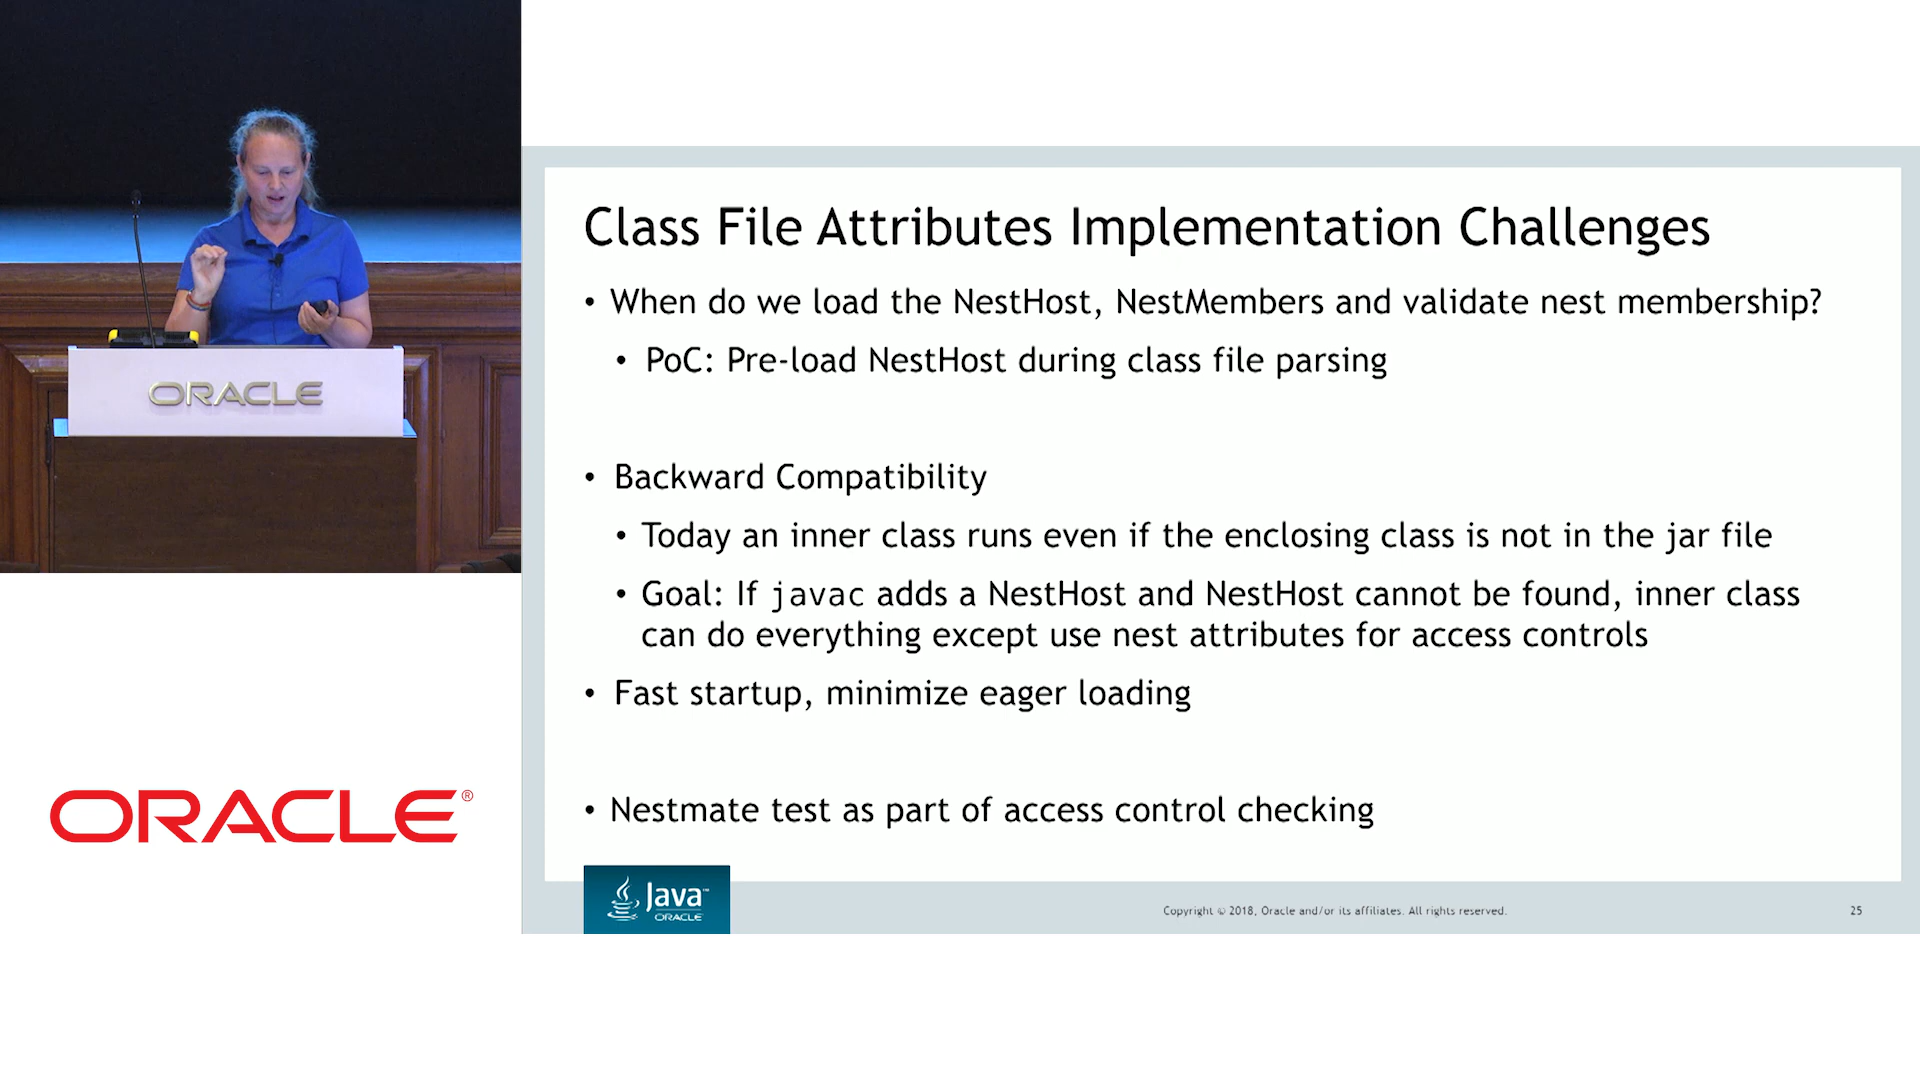 ORACLE
ORACLE®
Class File Attributes Implementation Challenges
• When do we load the NestHost, NestMembers and validate nest membership?
• PoC: Pre-load NestHost during class file parsing
• Backward Compatibility
• Today an inner class runs even if the enclosing class is not in the jar file
• Goal: If javac adds a NestHost and NestHost cannot be found, inner class
can do everything except use nest attributes for access controls
• Fast startup, minimize eager loading
• Nestmate test as part of access control checking
Java™
ORACLE
Copyright © 2018, Oracle and/or its affiliates. All rights reserved.
25